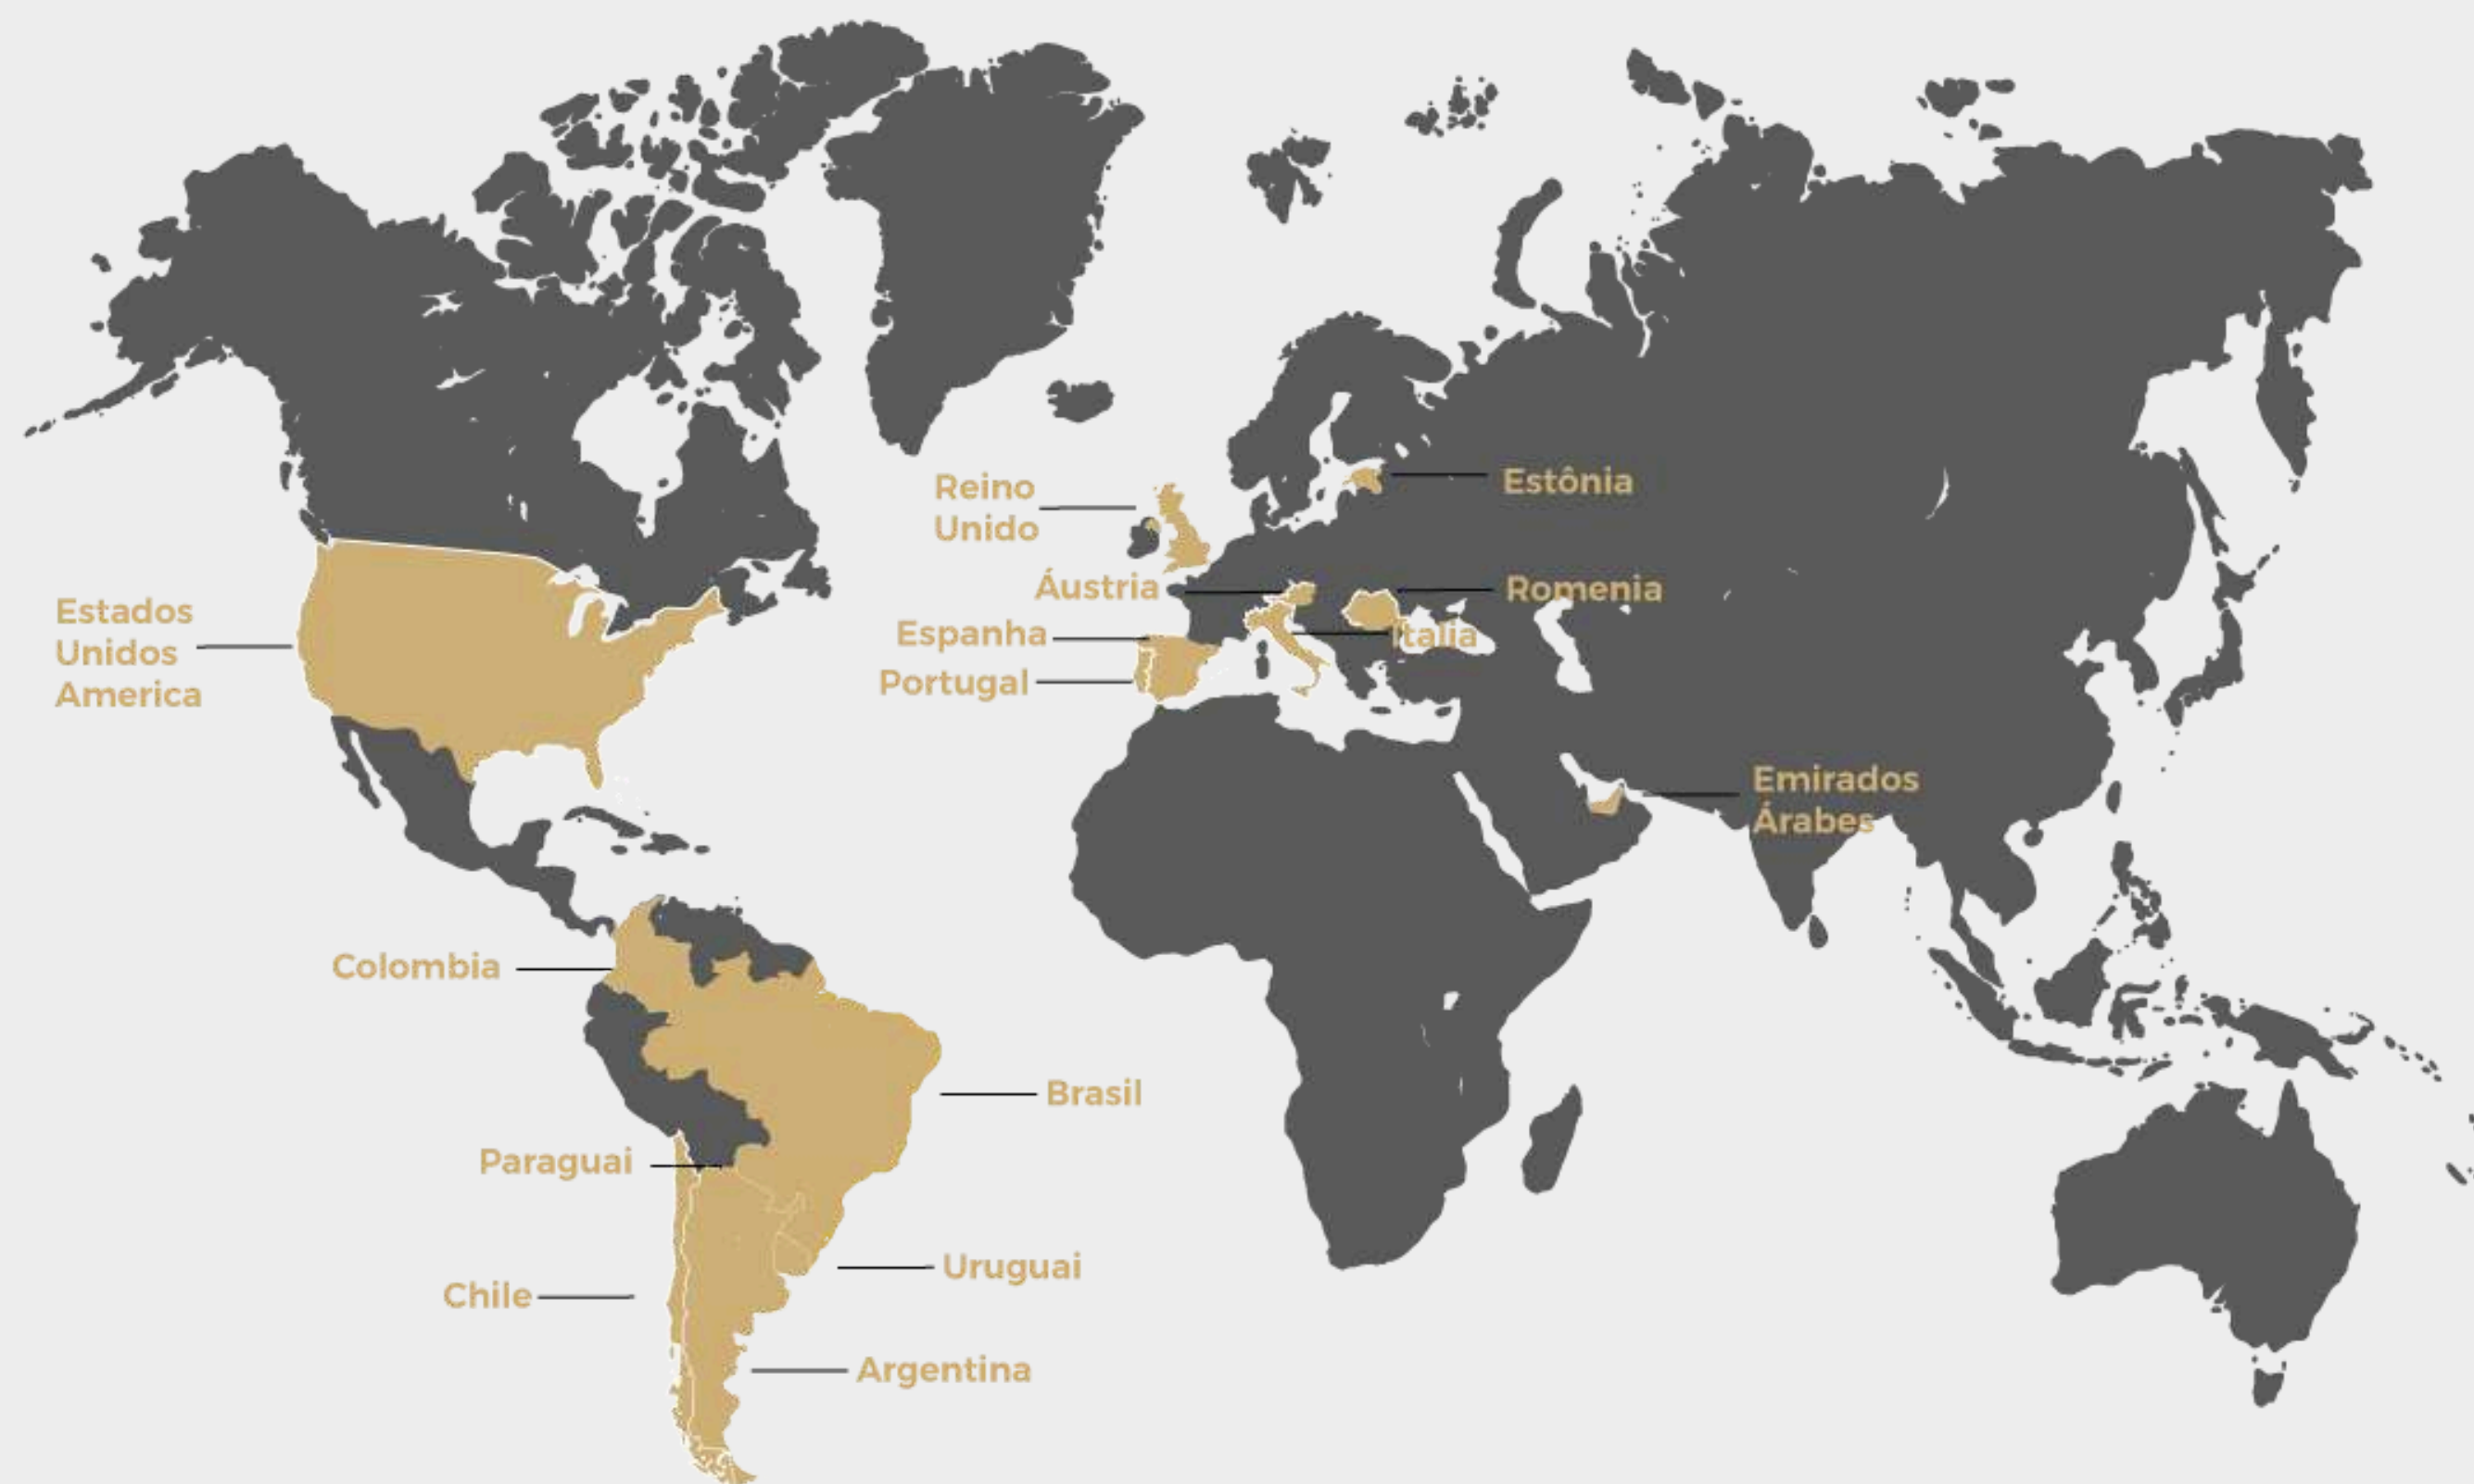 Reino
Unido
Estônia
Áustria
Romenia
Estados
Unidos
America
Espanha
Italia
Portugal
Emirados
Árabes
Colombia
Brasil
Paraguai
Uruguai
Chile
Argentina